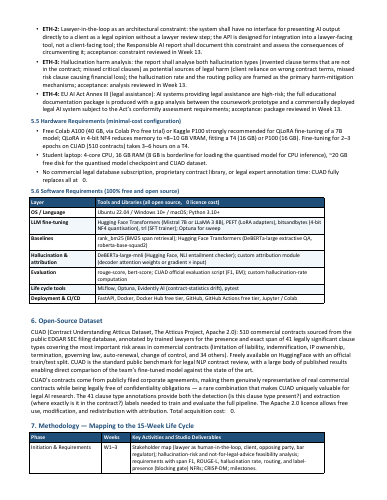 • ETH-2: Lawyer-in-the-loop as an architectural constraint: the system shall have no interface for presenting AI output
directly to a client as a legal opinion without a lawyer review step; the API is designed for integration into a lawyer-facing
tool, not a client-facing tool; the Responsible AI report shall document this constraint and assess the consequences of
circumventing it; acceptance: constraint reviewed in Week 13.
• ETH-3: Hallucination harm analysis: the report shall analyse both hallucination types (invented clause terms that are not
in the contract; missed critical clauses) as potential sources of legal harm (client reliance on wrong contract terms, missed
risk clause causing financial loss); the hallucination rate and the routing policy are framed as the primary harm-mitigation
mechanisms; acceptance: analysis reviewed in Week 13.
• ETH-4: EU AI Act Annex III (legal assistance): AI systems providing legal assistance are high-risk; the full educational
documentation package is produced with a gap analysis between the coursework prototype and a commercially deployed
legal AI system subject to the Act's conformity assessment requirements; acceptance: package reviewed in Week 13.
5.5 Hardware Requirements (minimal-cost configuration)
• Free Colab A100 (40 GB, via Colab Pro free trial) or Kaggle P100 strongly recommended for QLoRA fine-tuning of a 7B
model; QLoRA in 4-bit NF4 reduces memory to ~8–10 GB VRAM, fitting a T4 (16 GB) or P100 (16 GB). Fine-tuning for 2–3
epochs on CUAD (510 contracts) takes 3–6 hours on a T4.
• Student laptop: 4-core CPU, 16 GB RAM (8 GB is borderline for loading the quantised model for CPU inference), ~20 GB
free disk for the quantised model checkpoint and CUAD dataset.
• No commercial legal database subscription, proprietary contract library, or legal expert annotation time: CUAD fully
replaces all at 0.
5.6 Software Requirements (100% free and open source)
Layer Tools and Libraries (all open source, 0 licence cost)
OS / Language Ubuntu 22.04 / Windows 10+ / macOS; Python 3.10+
LLM fine-tuning Hugging Face Transformers (Mistral 7B or LLaMA 3 8B), PEFT (LoRA adapters), bitsandbytes (4-bit
NF4 quantisation), trl (SFT trainer); Optuna for sweep
Baselines rank_bm25 (BM25 span retrieval); Hugging Face Transformers (DeBERTa-large extractive QA,
roberta-base-squad2)
Hallucination &
attribution DeBERTa-large-mnli (Hugging Face, NLI entailment checker); custom attribution module
(decoder attention weights or gradient × input)
Evaluation rouge-score, bert-score; CUAD official evaluation script (F1, EM); custom hallucination-rate
computation
Life cycle tools MLflow, Optuna, Evidently AI (contract-statistics drift), pytest
Deployment & CI/CD FastAPI, Docker, Docker Hub free tier, GitHub, GitHub Actions free tier, Jupyter / Colab
6. Open-Source Dataset
CUAD (Contract Understanding Atticus Dataset, The Atticus Project, Apache 2.0): 510 commercial contracts sourced from the
public EDGAR SEC filing database, annotated by trained lawyers for the presence and exact span of 41 legally significant clause
types covering the most important risk areas in commercial contracts (limitation of liability, indemnification, IP ownership,
termination, governing law, auto-renewal, change of control, and 34 others). Freely available on HuggingFace with an official
train/test split. CUAD is the standard public benchmark for legal NLP contract review, with a large body of published results
enabling direct comparison of the team's fine-tuned model against the state of the art.
CUAD's contracts come from publicly filed corporate agreements, making them genuinely representative of real commercial
contracts while being legally free of confidentiality obligations — a rare combination that makes CUAD uniquely valuable for
legal AI research. The 41 clause type annotations provide both the detection (is this clause type present?) and extraction
(where exactly is it in the contract?) labels needed to train and evaluate the full pipeline. The Apache 2.0 licence allows free
use, modification, and redistribution with attribution. Total acquisition cost: 0.
7. Methodology — Mapping to the 15-Week Life Cycle
Phase Weeks Key Activities and Studio Deliverables
Initiation & Requirements W1–3 Stakeholder map (lawyer as human-in-the-loop, client, opposing party, bar
regulator); hallucination-risk and not-for-legal-advice feasibility analysis;
requirements with span F1, ROUGE-L, hallucination rate, routing, and label-
presence (blocking gate) NFRs; CRISP-DM; milestones.